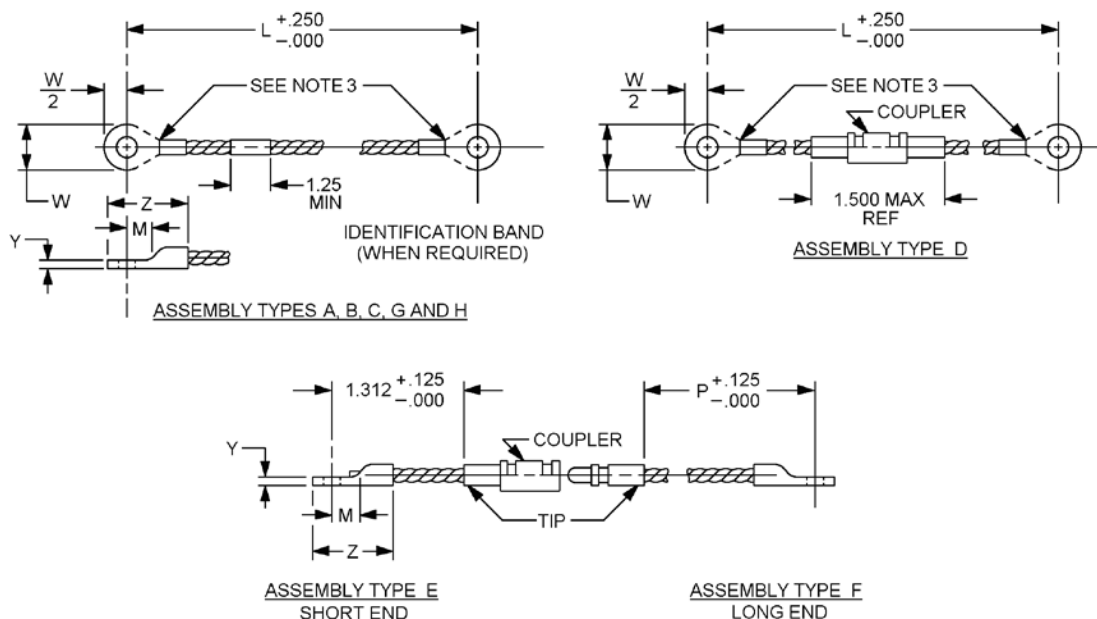 L +.250 -.000
W/2
SEE NOTE 3
W
Z
M
Y
1.25
MIN
IDENTIFICATION BAND
(WHEN REQUIRED)
ASSEMBLY TYPES A, B, C, G AND H
L +.250 -.000
W/2
SEE NOTE 3
COUPLER
W
1.500 MAX
REF
ASSEMBLY TYPE D
1.312 +.125 -.000
P +.125 -.000
Y
COUPLER
M
TIP
Z
ASSEMBLY TYPE E
SHORT END
ASSEMBLY TYPE F
LONG END